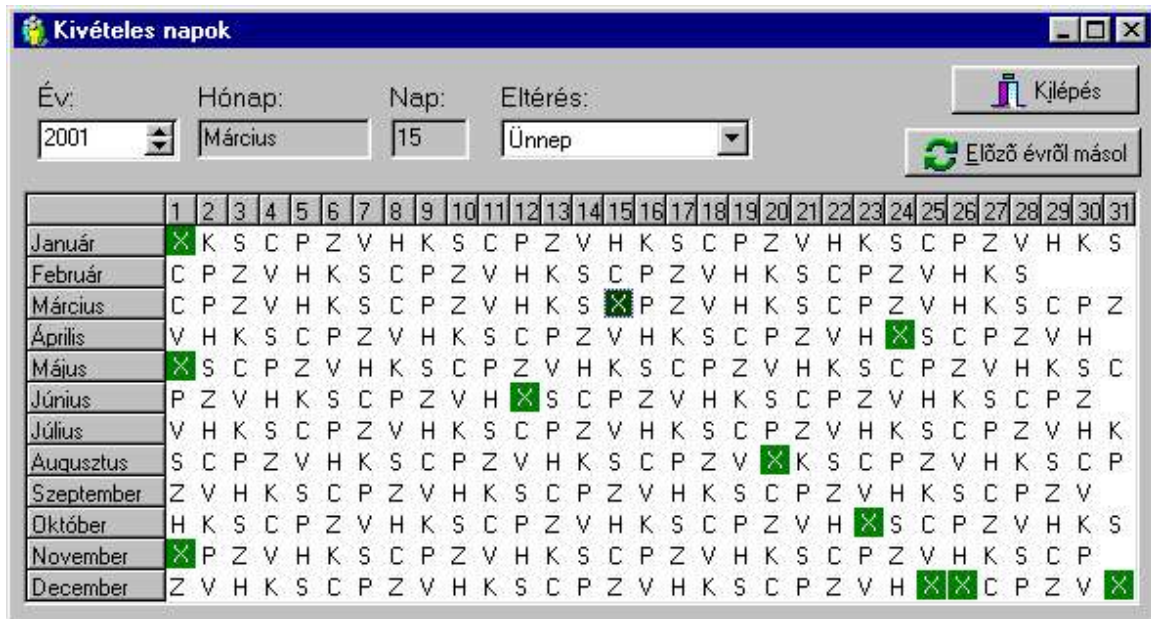 Kivételes napok
Év: Hónap: Nap: Eltérés: Kilépés
2001 Március 15 Ünnep Előző évről másol
1 2 3 4 5 6 7 8 9 10 11 12 13 14 15 16 17 18 19 20 21 22 23 24 25 26 27 28 29 30 31
Január X K S C P Z V H K S C P Z V H K S C P Z V H K S C P Z V H K S
Február C P Z V H K S C P Z V H K S C P Z V H K S C P Z V H K S
Március C P Z V H K S C P Z V H K S X P Z V H K S C P Z V H K S C P Z
Április V H K S C P Z V H K S C P Z V H K S C P Z V H X S C P Z V H
Május X S C P Z V H K S C P Z V H K S C P Z V H K S C P Z V H K S C
Június P Z V H K S C P Z V H X S C P Z V H K S C P Z V H K S C P Z
Július V H K S C P Z V H K S C P Z V H K S C P Z V H K S C P Z V H K
Augusztus S C P Z V H K S C P Z V H K S C P Z V X K S C P Z V H K S C P
Szeptember Z V H K S C P Z V H K S C P Z V H K S C P Z V H K S C P Z V
Október H K S C P Z V H K S C P Z V H K S C P Z V H X S C P Z V H K S
November X P Z V H K S C P Z V H K S C P Z V H K S C P Z V H K S C P
December Z V H K S C P Z V H K S C P Z V H K S C P Z V H X X C P Z V X